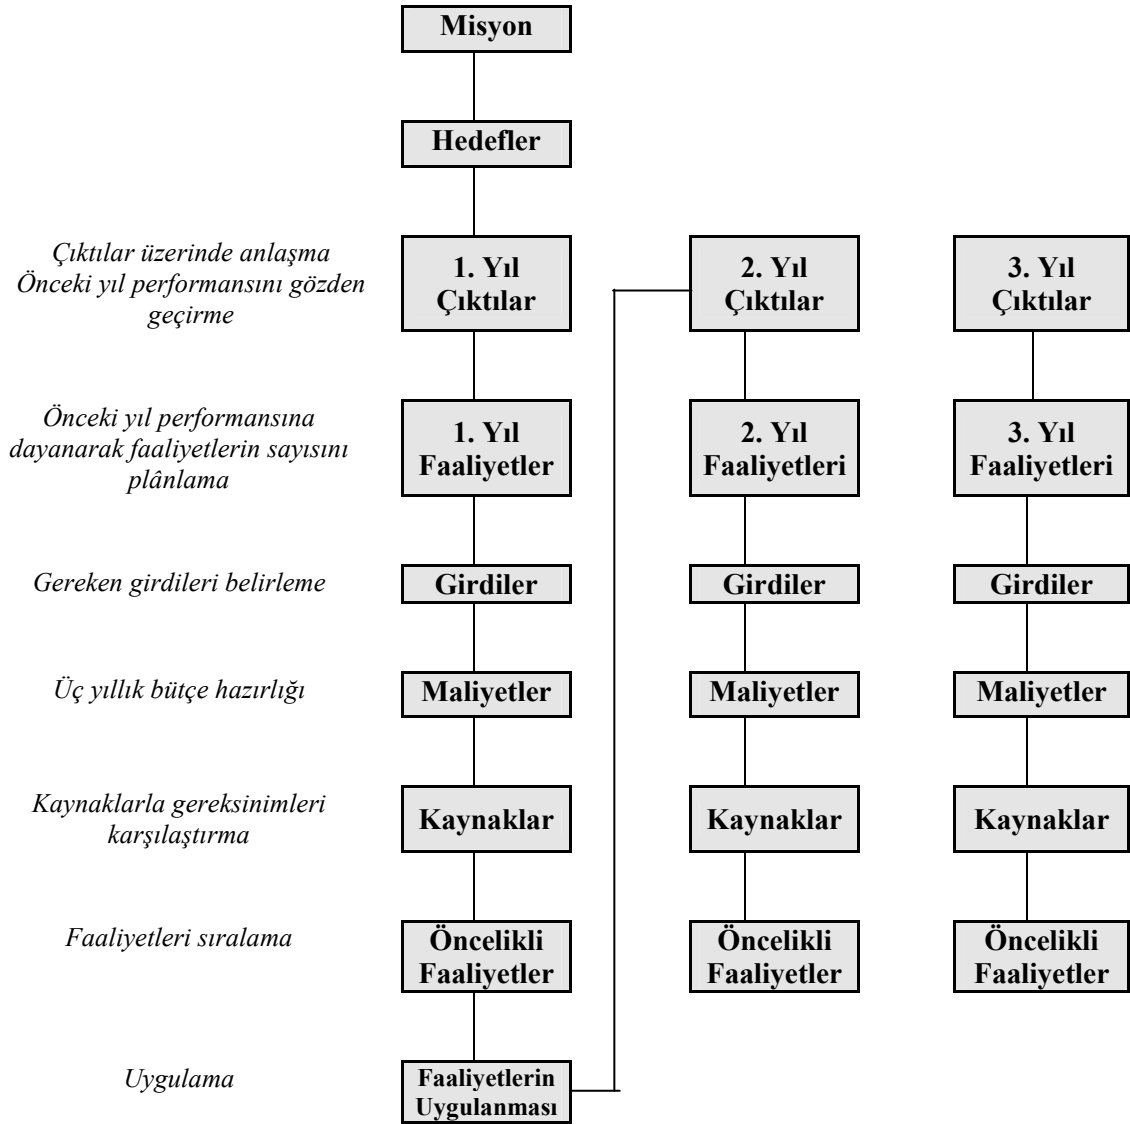 Misyon
Hedefler
Çıktılar üzerinde anlaşma
Önceki yıl performansını gözden
geçirme
1. Yıl
Çıktılar
2. Yıl
Çıktılar
3. Yıl
Çıktılar
Önceki yıl performansına
dayanarak faaliyetlerin sayısını
plânlama
1. Yıl
Faaliyetler
2. Yıl
Faaliyetleri
3. Yıl
Faaliyetleri
Gereken girdileri belirleme
Girdiler
Girdiler
Girdiler
Üç yıllık bütçe hazırlığı
Maliyetler
Maliyetler
Maliyetler
Kaynaklarla gereksinimleri
karşılaştırma
Kaynaklar
Kaynaklar
Kaynaklar
Faaliyetleri sıralama
Öncelikli
Faaliyetler
Öncelikli
Faaliyetler
Öncelikli
Faaliyetler
Uygulama
Faaliyetlerin
Uygulanması